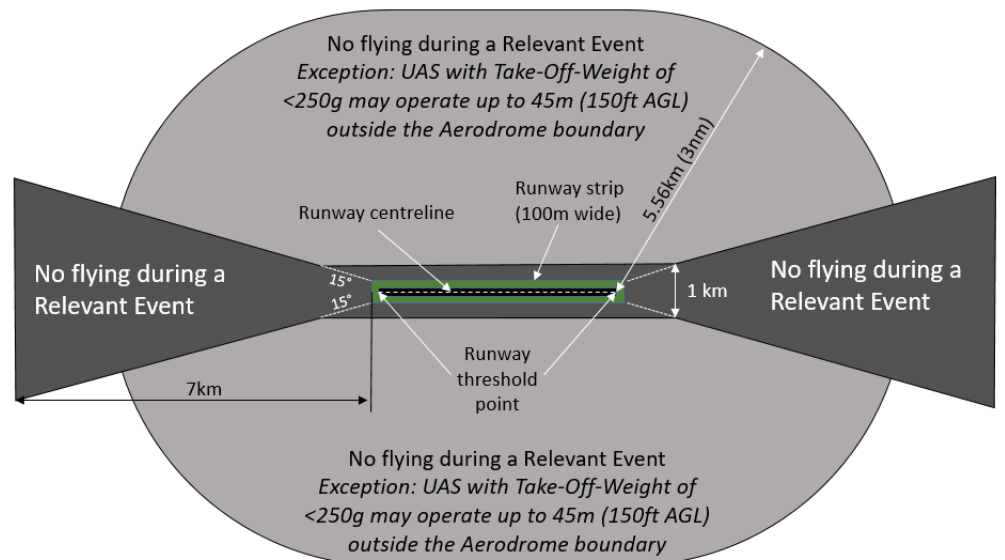 No flying during a Relevant Event
Exception: UAS with Take-Off-Weight of
<250g may operate up to 45m (150ft AGL)
outside the Aerodrome boundary
5.56km (3nm)
Runway strip
(100m wide)
Runway centreline
No flying during a
Relevant Event
15°
15°
1 km
No flying during a
Relevant Event
Runway
threshold
point
7km
No flying during a Relevant Event
Exception: UAS with Take-Off-Weight of
<250g may operate up to 45m (150ft AGL)
outside the Aerodrome boundary